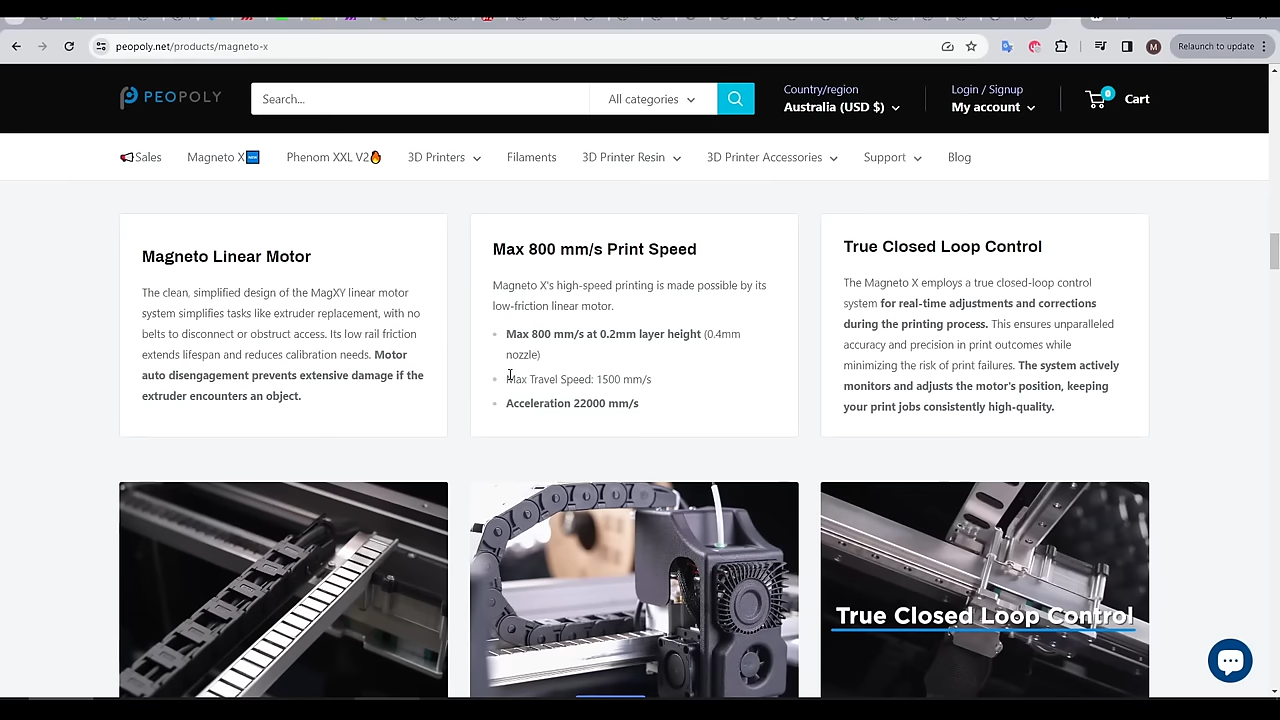 peopoly.net/products/magneto-x
M
Relaunch to update
PEOPOLY
Search...
All categories
Country/region
Australia (USD $)
Login / Signup
My account
0
Cart
Sales
Magneto X
Phenom XXL V2
3D Printers
Filaments
3D Printer Resin
3D Printer Accessories
Support
Blog
Magneto Linear Motor
The clean, simplified design of the MagXY linear motor
system simplifies tasks like extruder replacement, with no
belts to disconnect or obstruct access. Its low rail friction
extends lifespan and reduces calibration needs. Motor
auto disengagement prevents extensive damage if the
extruder encounters an object.
Max 800 mm/s Print Speed
Magneto X's high-speed printing is made possible by its
low-friction linear motor.
Max 800 mm/s at 0.2mm layer height (0.4mm
nozzle)
Max Travel Speed: 1500 mm/s
Acceleration 22000 mm/s
True Closed Loop Control
The Magneto X employs a true closed-loop control
system for real-time adjustments and corrections
during the printing process. This ensures unparalleled
accuracy and precision in print outcomes while
minimizing the risk of print failures. The system actively
monitors and adjusts the motor's position, keeping
your print jobs consistently high-quality.
True Closed Loop Control